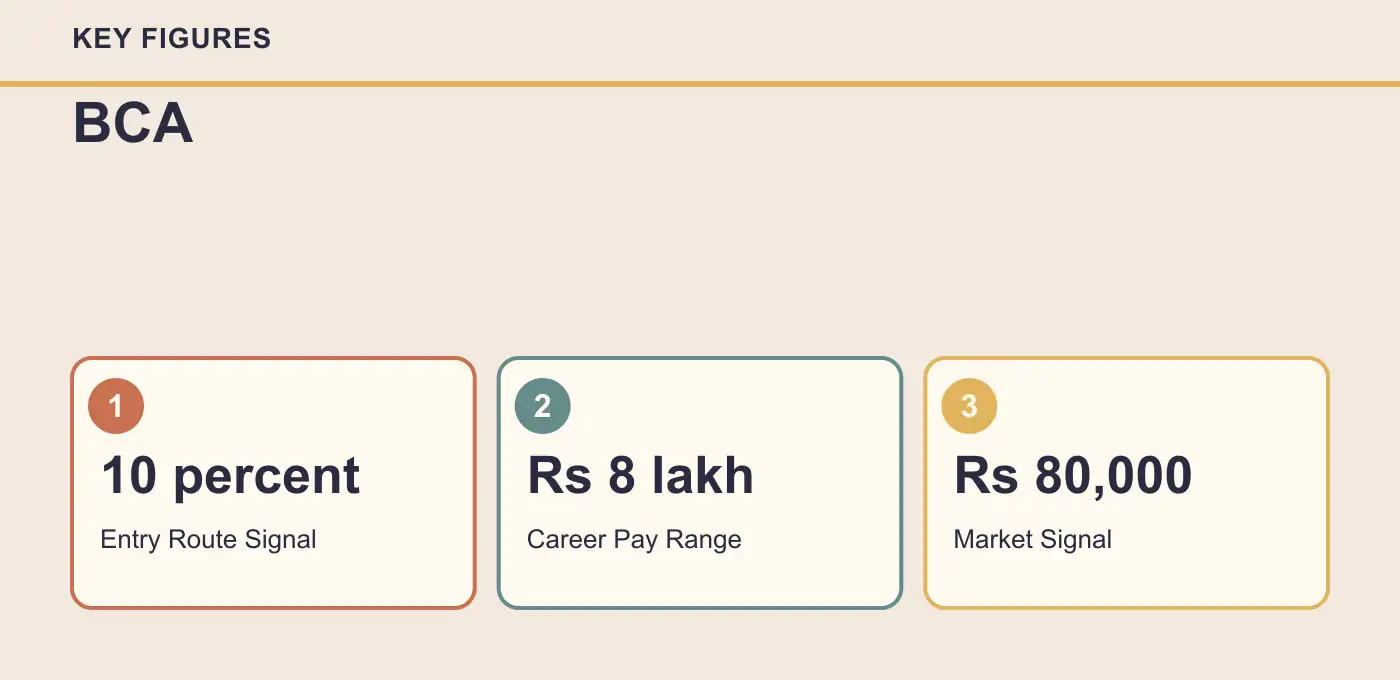 KEY FIGURES
BCA
1
10 percent
Entry Route Signal
2
Rs 8 lakh
Career Pay Range
3
Rs 80,000
Market Signal